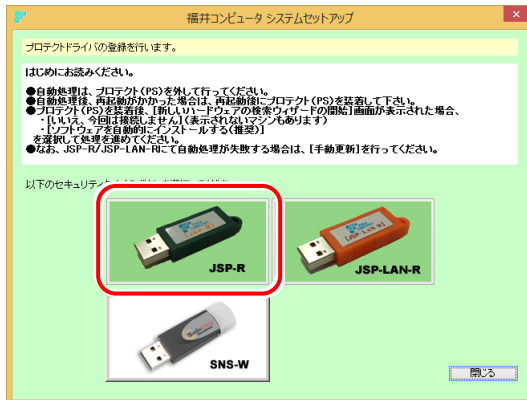 福井コンピュータ システムセットアップ
プロテクトドライバの登録を行います。
はじめにお読みください。
●自動処理は、プロテクト(PS)を外して行ってください。
●自動処理後、再起動がかかった場合は、再起動後にプロテクト(PS)を装着して下さい。
●プロテクト(PS)を装着後、[新しいハードウェアの検索ウィザードの開始]画面が表示された場合、
・[いいえ、今回は接続しません](表示されないマシンもあります)
・[ソフトウェアを自動的にインストールする(推奨)]
を選択して処理を進めてください。
●なお、JSP-R/JSP-LAN-Rにて自動処理が失敗する場合は、[手動更新]を行ってください。
以下のセキュリティ
JSP-R
JSP-LAN-R
SNS-W
閉じる